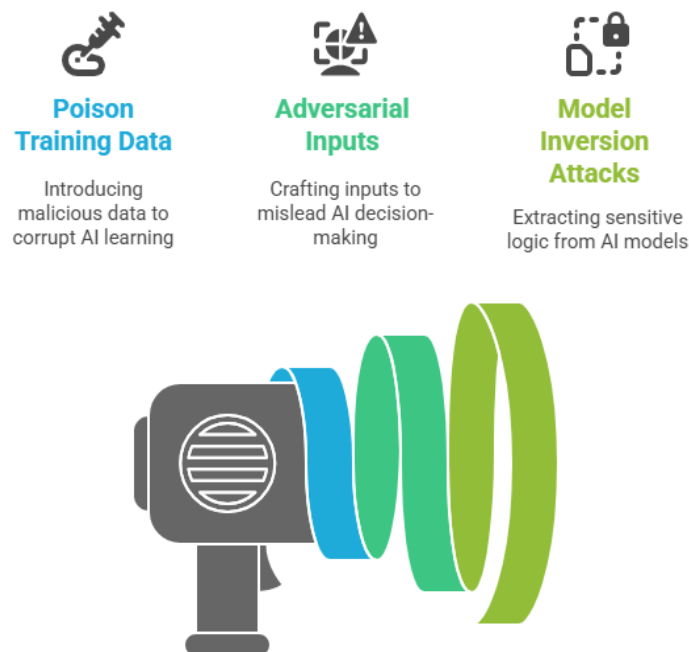 Poison
Training Data
Introducing
malicious data to
corrupt AI learning
Adversarial
Inputs
Crafting inputs to
mislead AI decision-
making
Model
Inversion
Attacks
Extracting sensitive
logic from AI models